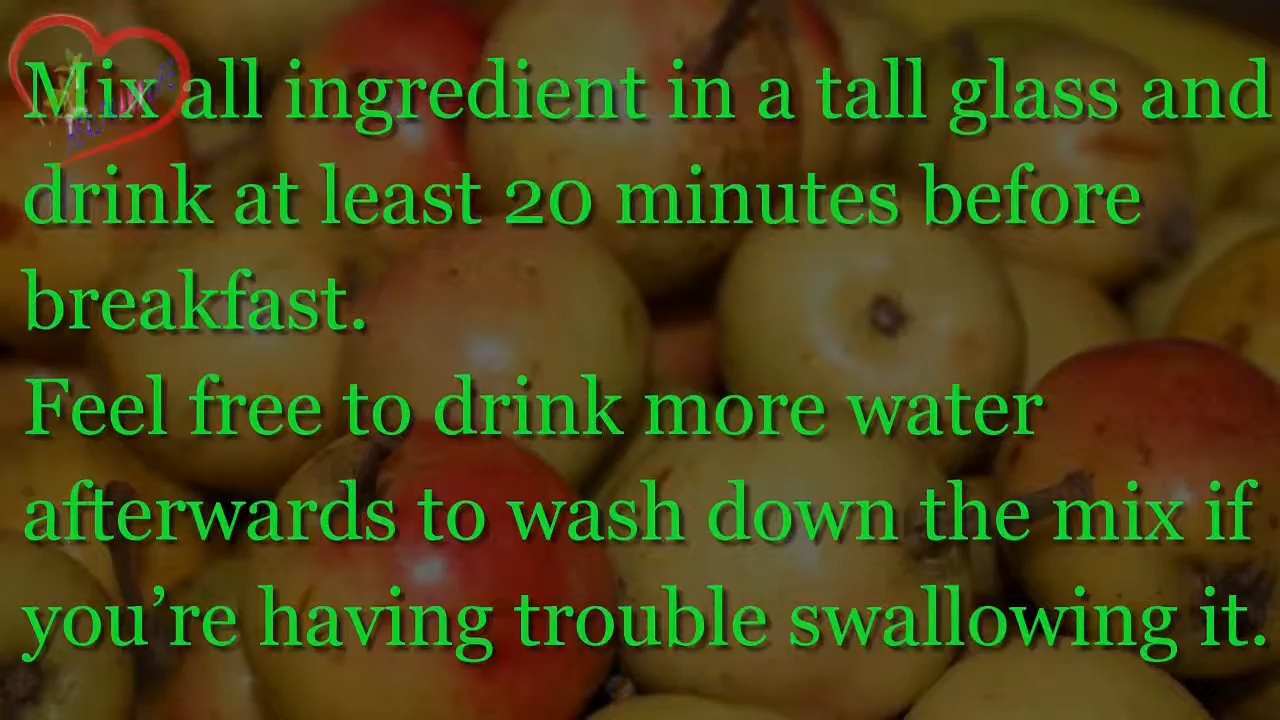 Mix all ingredient in a tall glass and
drink at least 20 minutes before
breakfast.
Feel free to drink more water
afterwards to wash down the mix if
you’re having trouble swallowing it.